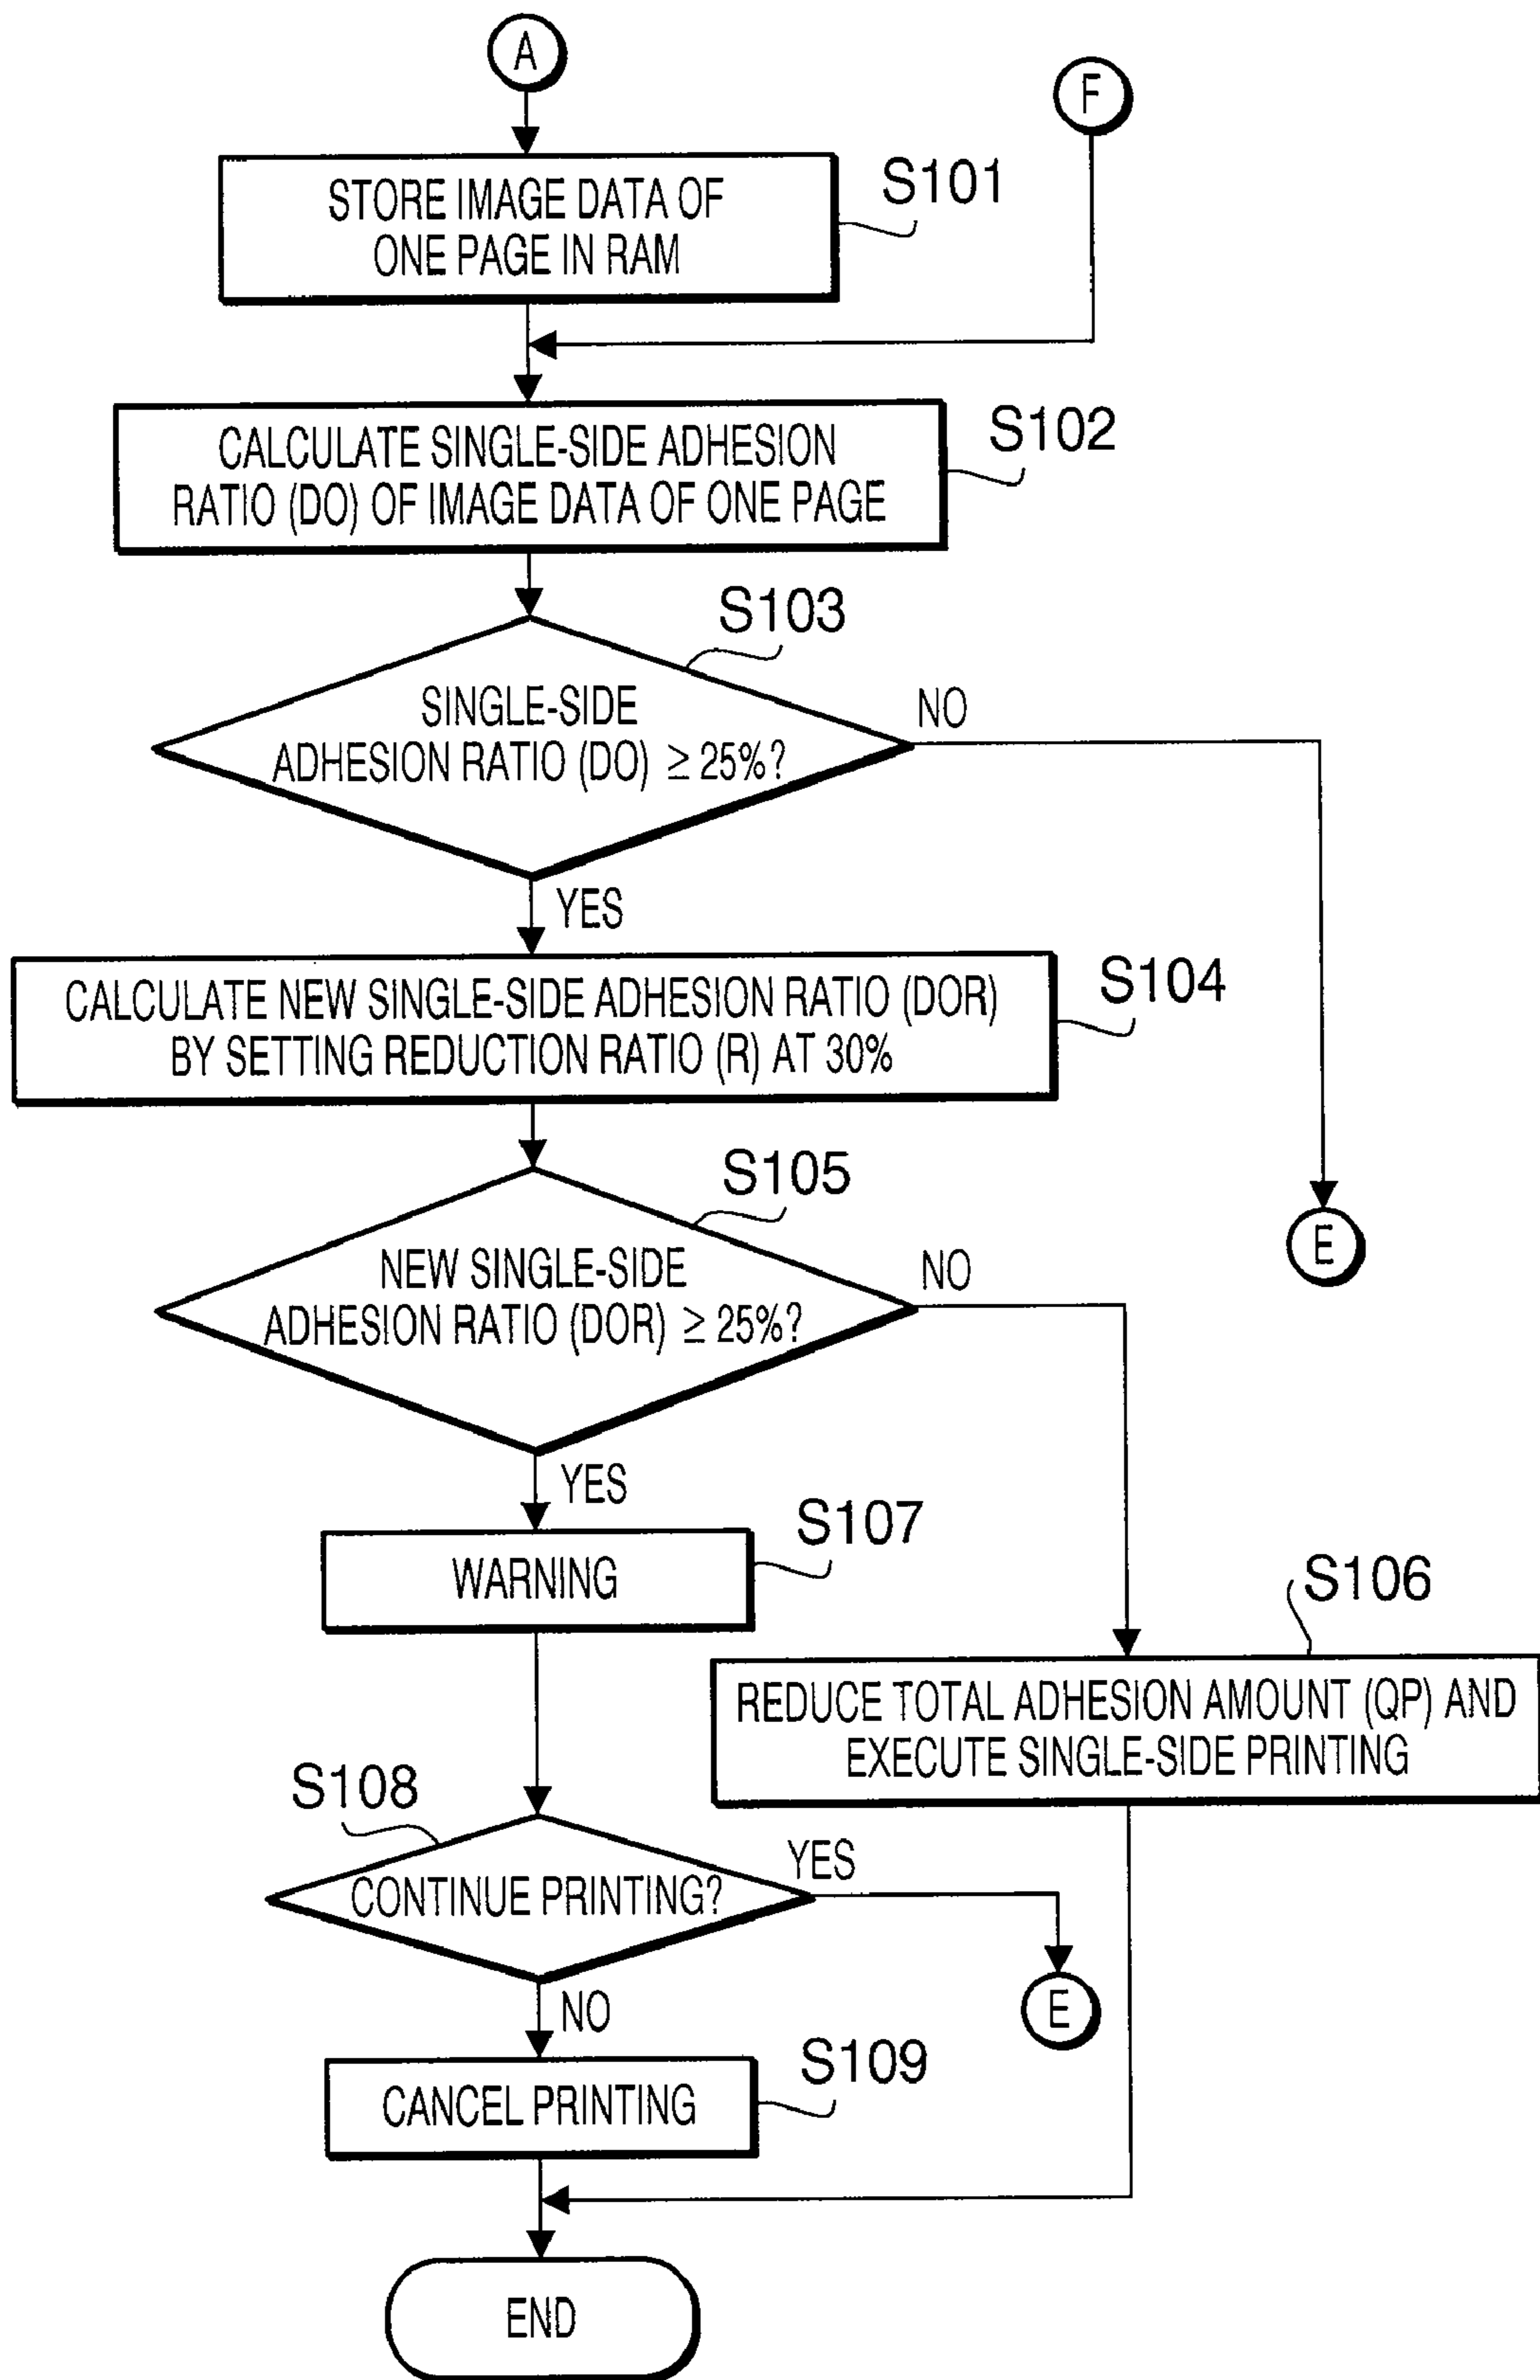 A
F
S101
STORE IMAGE DATA OF
ONE PAGE IN RAM
S102
CALCULATE SINGLE-SIDE ADHESION
RATIO (DO) OF IMAGE DATA OF ONE PAGE
S103
SINGLE-SIDE
ADHESION RATIO (DO) ≥ 25%?
NO
YES
S104
CALCULATE NEW SINGLE-SIDE ADHESION RATIO (DOR)
BY SETTING REDUCTION RATIO (R) AT 30%
S105
E
NEW SINGLE-SIDE
ADHESION RATIO (DOR) ≥ 25%?
NO
YES
S107
WARNING
S106
REDUCE TOTAL ADHESION AMOUNT (QP) AND
EXECUTE SINGLE-SIDE PRINTING
S108
CONTINUE PRINTING?
YES
E
NO
S109
CANCEL PRINTING
END